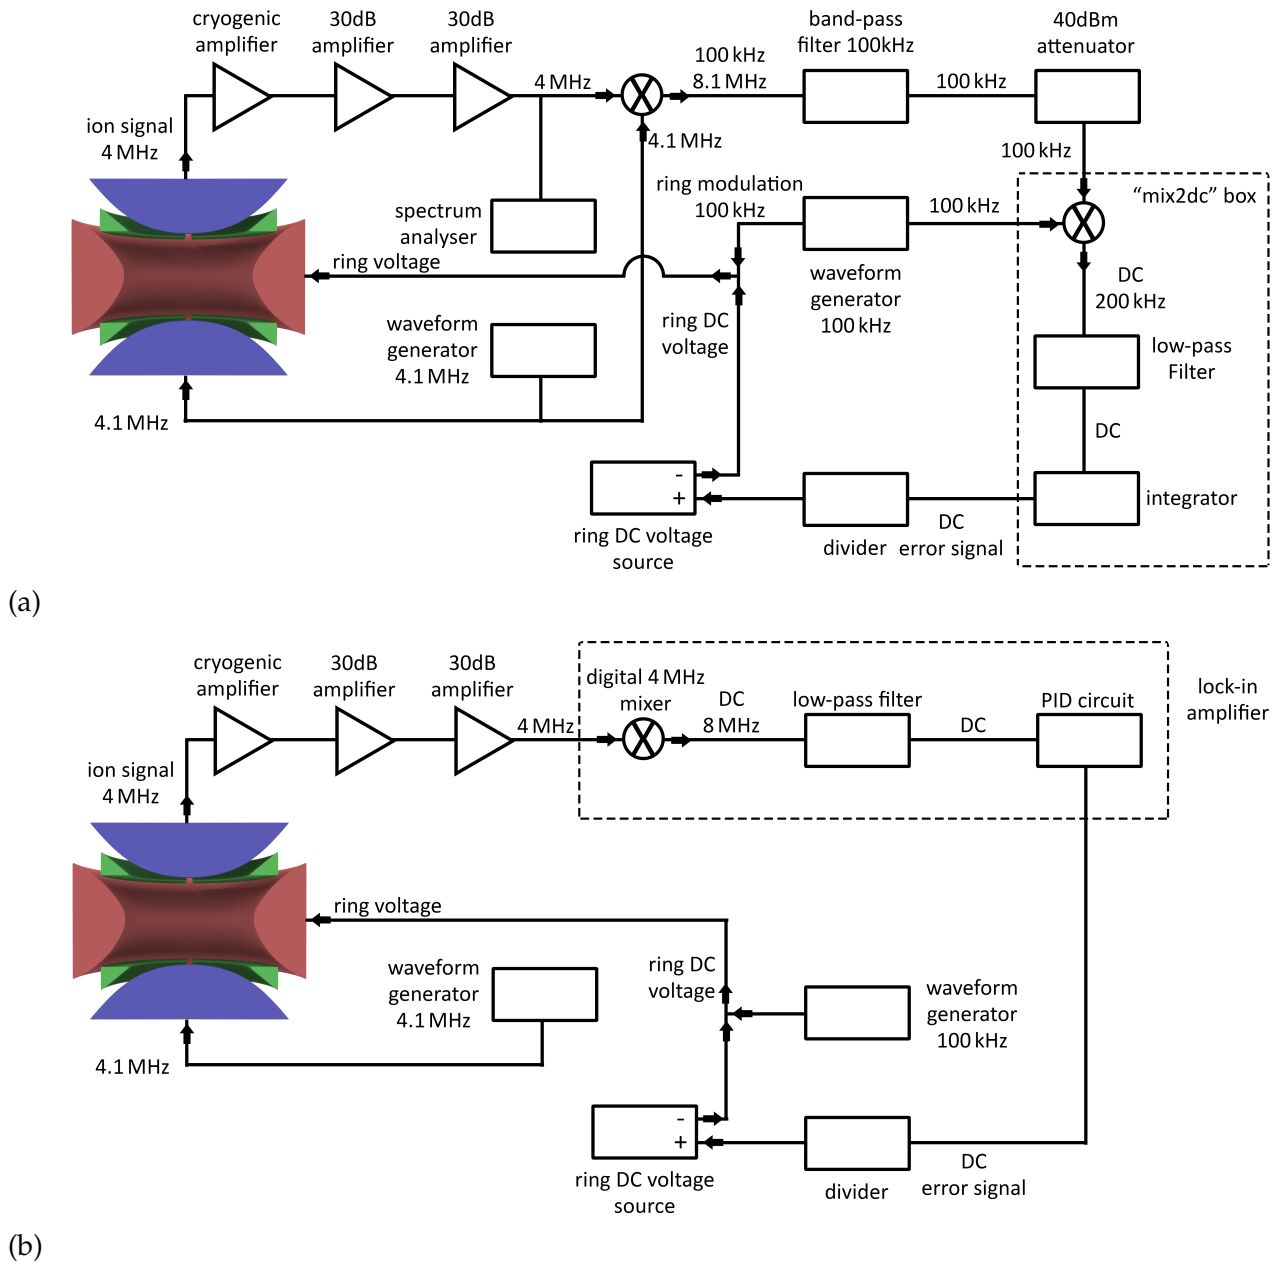 cryogenic
amplifier
30dB
amplifier
30dB
amplifier
band-pass
filter 100kHz
40dBm
attenuator
ion signal
4 MHz
4 MHz
100 kHz
8.1 MHz
100 kHz
4.1 MHz
100 kHz
"mix2dc" box
spectrum
analyser
ring modulation
100 kHz
100 kHz
ring voltage
waveform
generator
100 kHz
DC
200 kHz
waveform
generator
4.1 MHz
ring DC
voltage
low-pass
Filter
4.1 MHz
DC
-
+
ring DC voltage
source
divider
DC
error signal
integrator
(a)
cryogenic
amplifier
30dB
amplifier
30dB
amplifier
digital 4 MHz
mixer
DC
8 MHz
low-pass filter
DC
PID circuit
lock-in
amplifier
4 MHz
ion signal
4 MHz
ring voltage
waveform
generator
4.1 MHz
ring DC
voltage
waveform
generator
100 kHz
4.1 MHz
-
+
ring DC voltage
source
divider
DC
error signal
(b)